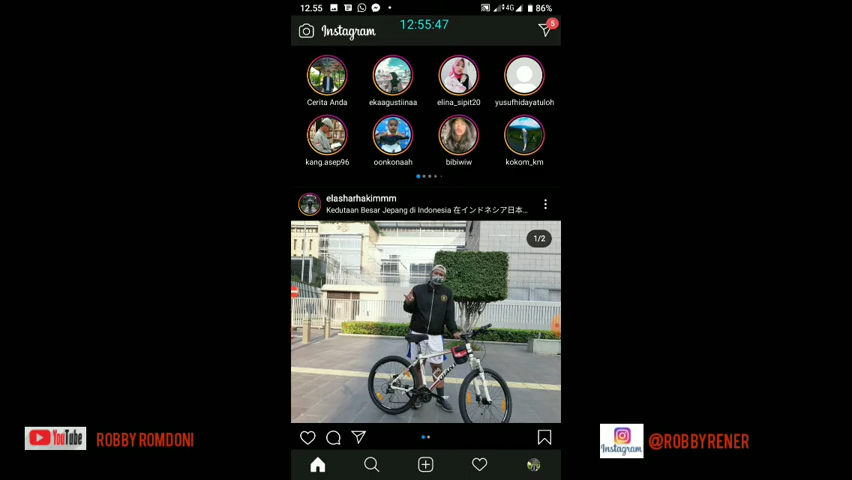 12.55
4G
86%
Instagram
12:55:47
5
Cerita Anda
ekaagustiinaa
elina_sipit20
yusufhidayatuloh
kang.asep96
oonkonaah
bibiwiw
kokom_km
elasharhakimmm
Kedutaan Besar Jepang di Indonesia 在インドネシア日本...
1/2
YouTube
ROBBY ROMDONI
Instagram
@ROBBYRENER